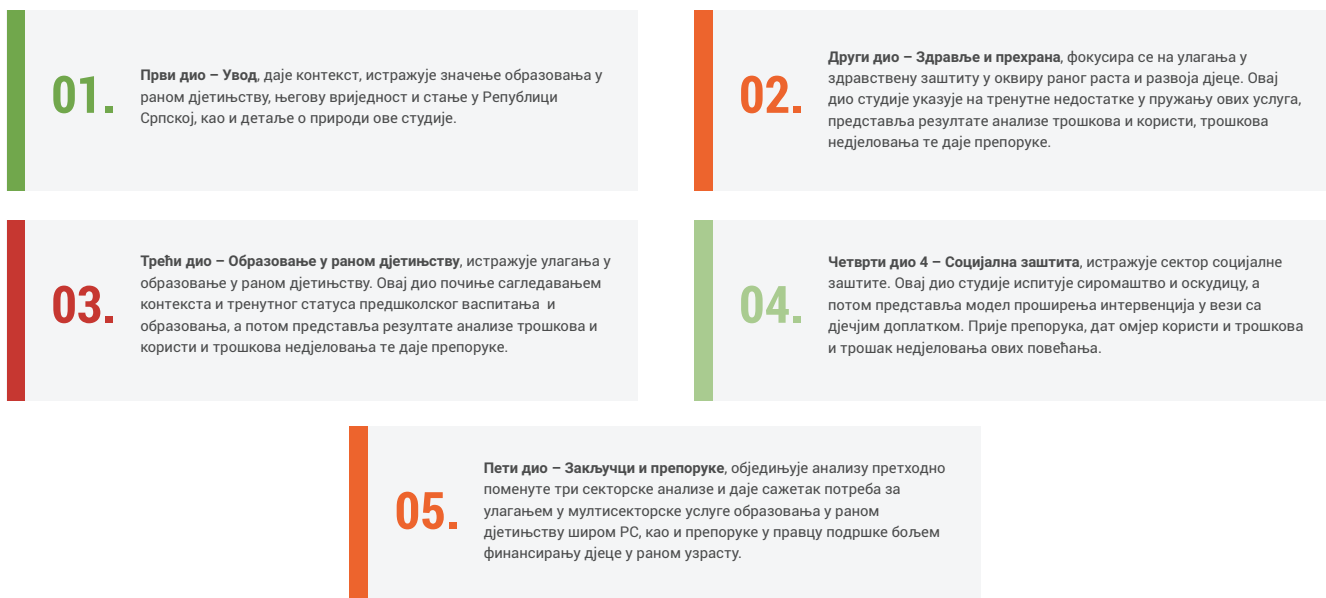 01.
Први дио – Увод, даје контекст, истражује значење образовања у
раном дјетињству, његову вриједност и стање у Републици
Српској, као и детаље о природи ове студије.
02.
Други дио – Здравље и прехрана, фокусира се на улагања у
здравствену заштиту у оквиру раног раста и развоја дјеце. Овај
дио студије указује на тренутне недостатке у пружању ових услуга,
представља резултате анализе трошкова и користи, трошкова
недјеловања те даје препоруке.
03.
Трећи дио – Образовање у раном дјетињству, истражује улагања у
образовање у раном дјетињству. Овај дио почиње сагледавањем
контекста и тренутног статуса предшколског васпитања и
образовања, а потом представља резултате анализе трошкова и
користи и трошкова недјеловања те даје препоруке.
04.
Четврти дио 4 – Социјална заштита, истражује сектор социјалне
заштите. Овај дио студије испитује сиромаштво и оскудицу, а
потом представља модел проширења интервенција у вези са
дјечјим доплатком. Прије препорука, дат омјер користи и трошкова
и трошак недјеловања ових повећања.
05.
Пети дио – Закључци и препоруке, обједињује анализу претходно
поменуте три секторске анализе и даје сажетак потреба за
улагањем у мултисекторске услуге образовања у раном
дјетињству широм РС, као и препоруке у правцу подршке бољем
финансирању дјеце у раном узрасту.